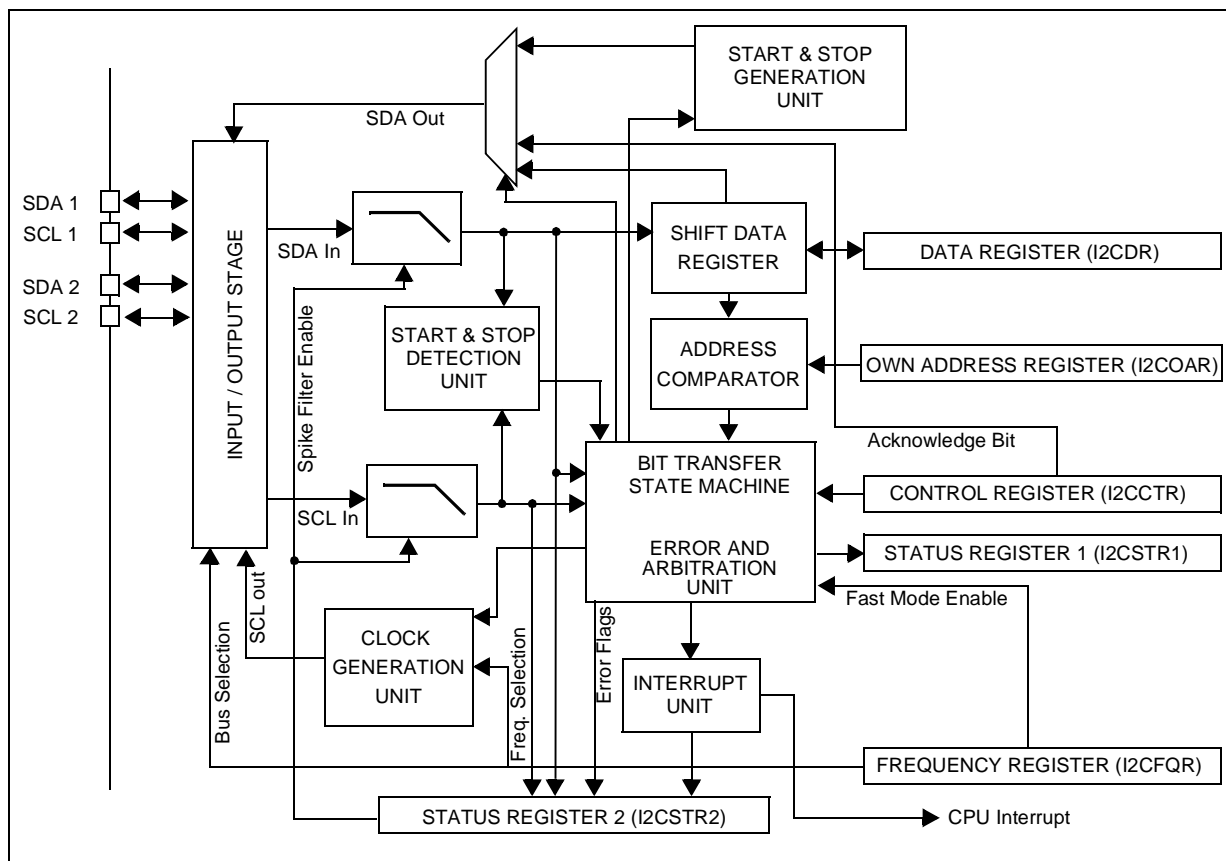 START & STOP
GENERATION
UNIT
SDA Out
SDA 1
SCL 1
SDA 2
SCL 2
INPUT / OUTPUT STAGE
SDA In
SHIFT DATA
REGISTER
DATA REGISTER (I2CDR)
Spike Filter Enable
START & STOP
DETECTION
UNIT
ADDRESS
COMPARATOR
OWN ADDRESS REGISTER (I2COAR)
Acknowledge Bit
SCL In
BIT TRANSFER
STATE MACHINE
ERROR AND
ARBITRATION
UNIT
CONTROL REGISTER (I2CCTR)
STATUS REGISTER 1 (I2CSTR1)
Fast Mode Enable
Bus Selection
SCL out
CLOCK
GENERATION
UNIT
Freq. Selection
Error Flags
INTERRUPT
UNIT
FREQUENCY REGISTER (I2CFQR)
STATUS REGISTER 2 (I2CSTR2)
CPU Interrupt